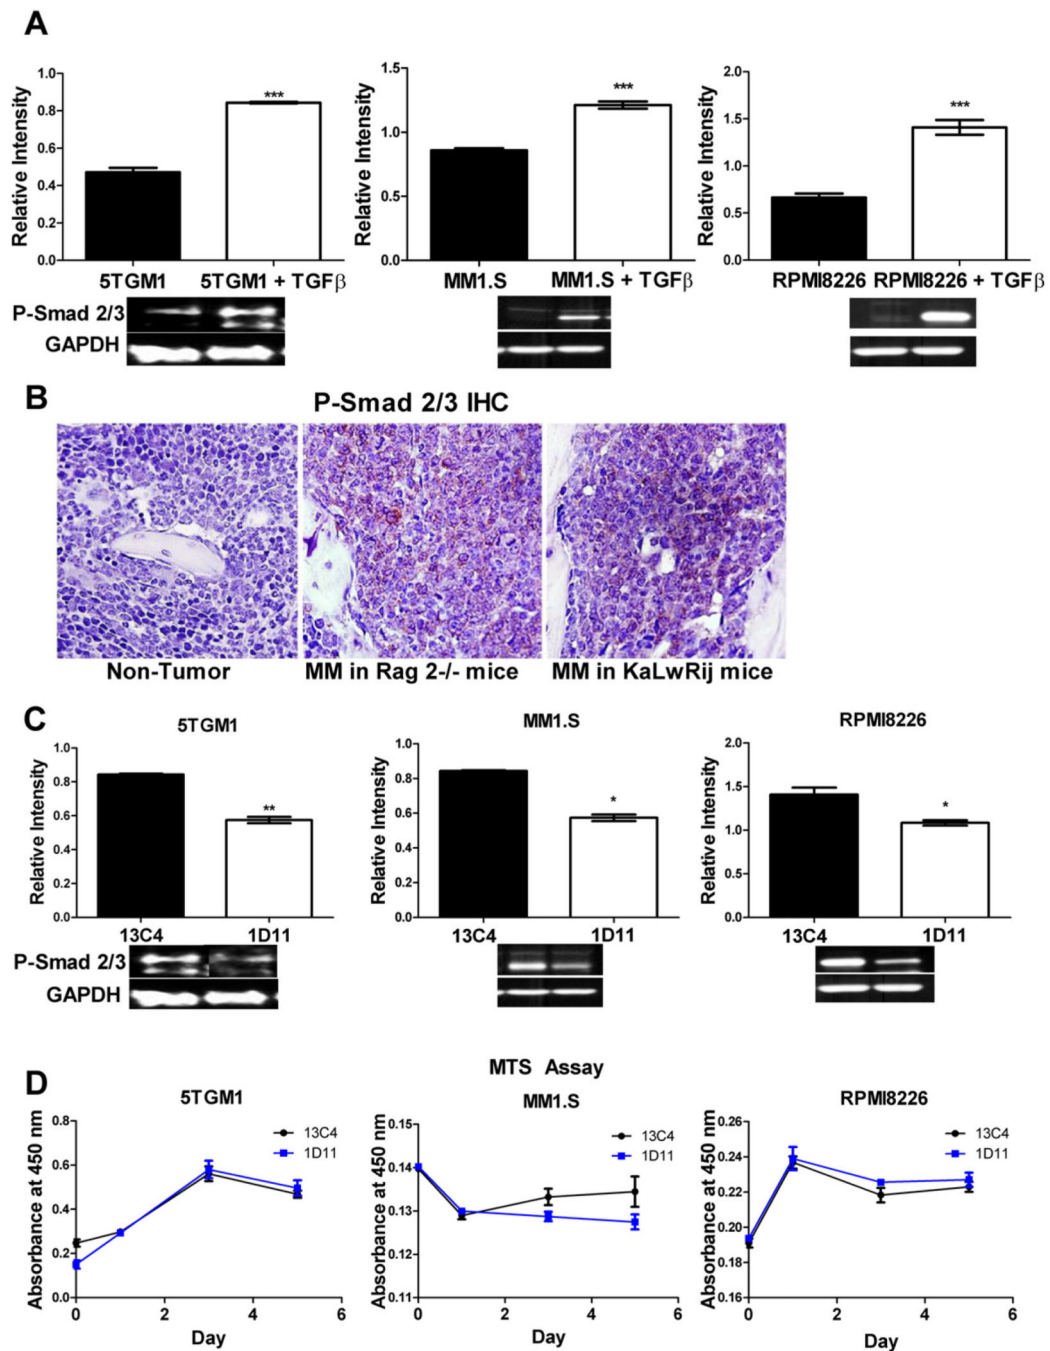 A
Relative Intensity
1.0
0.8
0.6
0.4
0.2
0.0
***
5TGM1
5TGM1 + TGFβ
Relative Intensity
1.5
1.0
0.5
0.0
***
MM1.S
MM1.S + TGFβ
Relative Intensity
2.0
1.5
1.0
0.5
0.0
***
RPMI8226
RPMI8226 + TGFβ
P-Smad 2/3
GAPDH
B
P-Smad 2/3 IHC
Non-Tumor
MM in Rag 2-/- mice
MM in KaLwRij mice
C
5TGM1
Relative Intensity
1.0
0.8
0.6
0.4
0.2
0.0
**
13C4
1D11
MM1.S
Relative Intensity
1.0
0.8
0.6
0.4
0.2
0.0
*
13C4
1D11
RPMI8226
Relative Intensity
2.0
1.5
1.0
0.5
0.0
*
13C4
1D11
P-Smad 2/3
GAPDH
D
MTS Assay
5TGM1
Absorbance at 450 nm
0.8
0.6
0.4
0.2
0.0
13C4
1D11
0 2 4 6
Day
MM1.S
Absorbance at 450 nm
0.15
0.14
0.13
0.12
0.11
13C4
1D11
0 2 4 6
Day
RPMI8226
Absorbance at 450 nm
0.26
0.24
0.22
0.20
0.18
0.16
13C4
1D11
0 2 4 6
Day